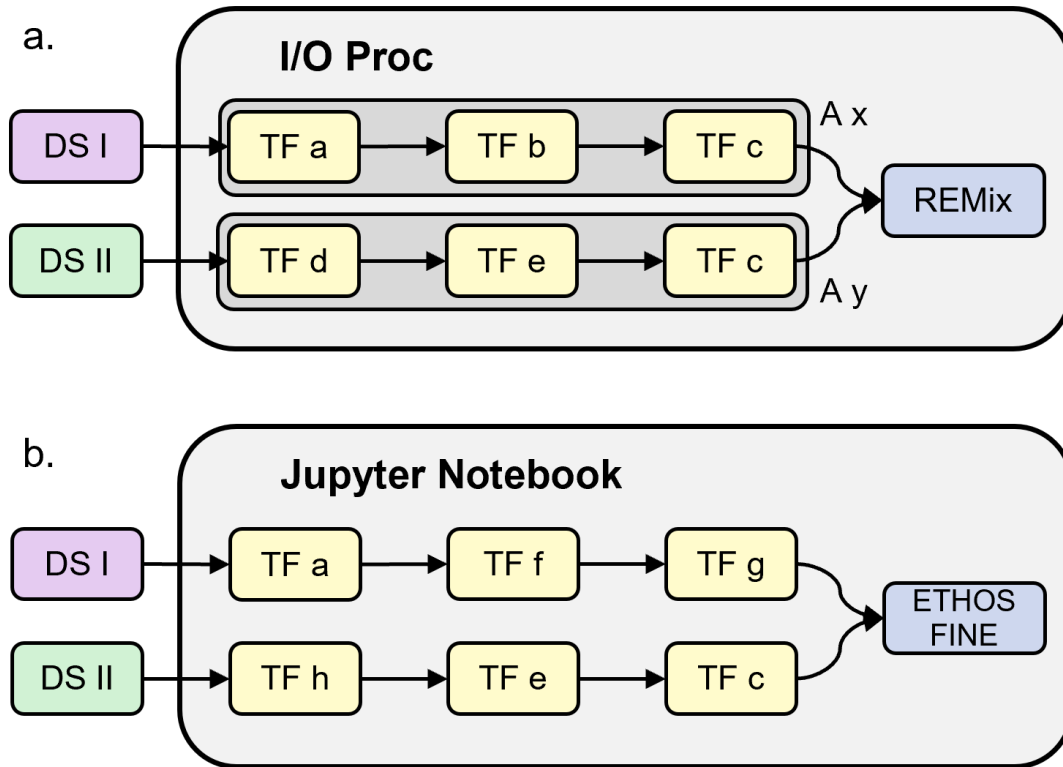 a.
I/O Proc
A x
DS I
TF a
TF b
TF c
REMix
DS II
TF d
TF e
TF c
A y
b.
Jupyter Notebook
DS I
TF a
TF f
TF g
ETHOS
FINE
DS II
TF h
TF e
TF c